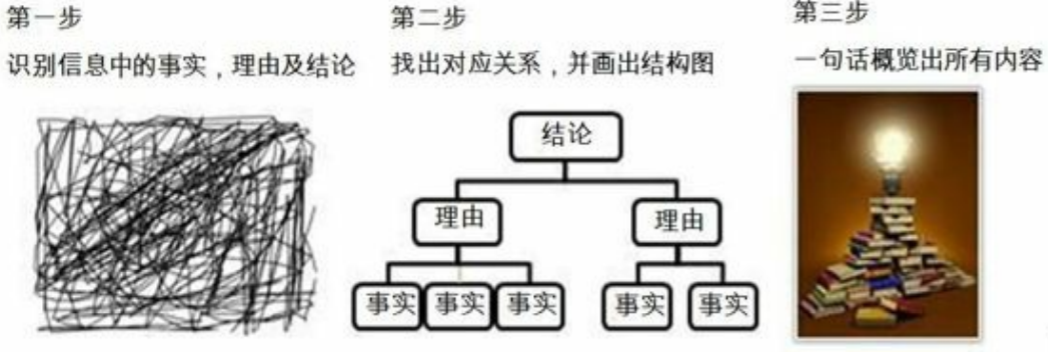 第一步
识别信息中的事实，理由及结论
第二步
找出对应关系，并画出结构图
结论
理由
理由
事实
事实
事实
事实
事实
第三步
一句话概览出所有内容